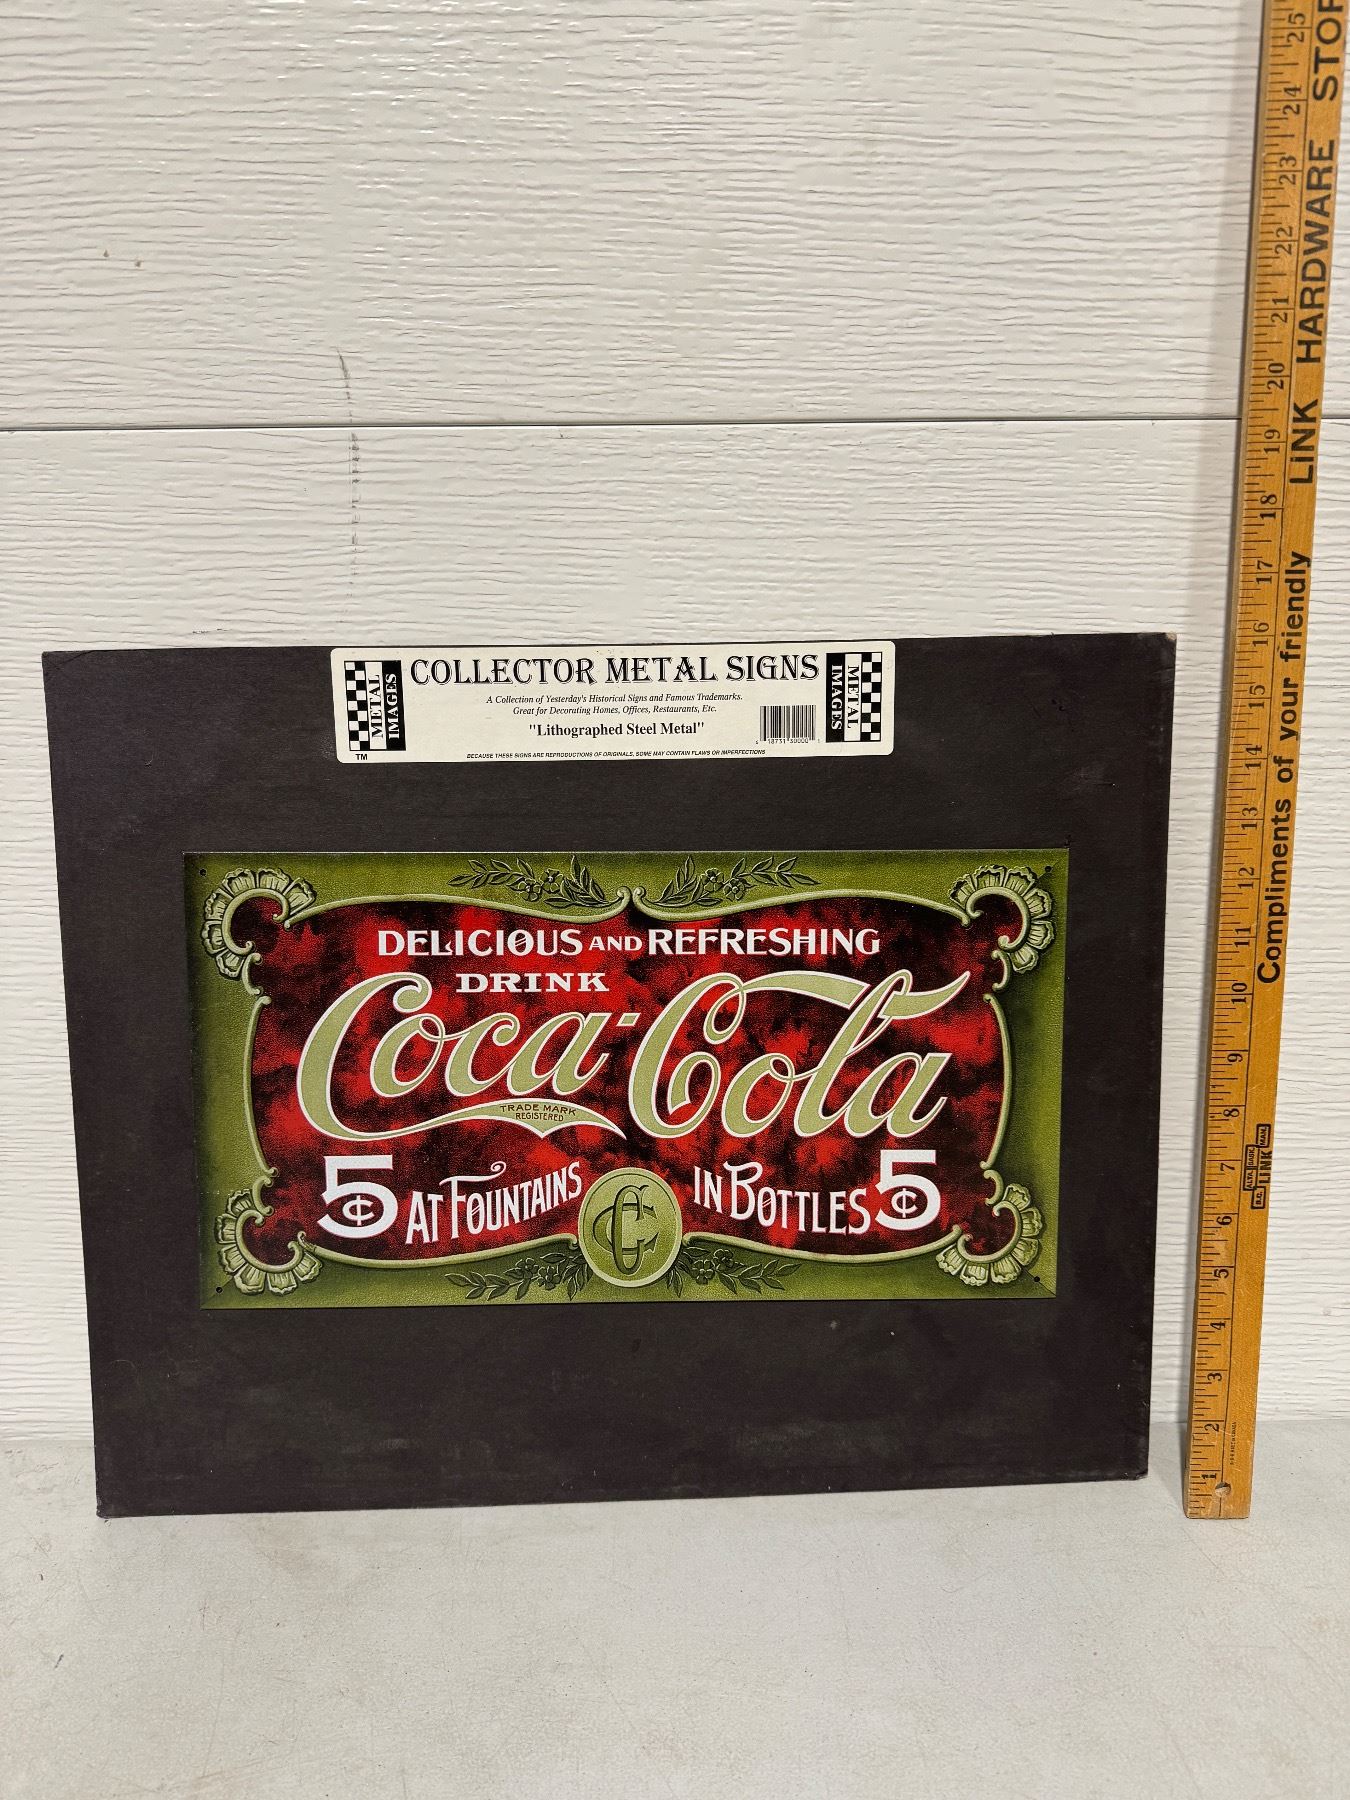 COLLECTOR METAL SIGNS
METAL IMAGES
TM
A Collection of Yesterday's Historical Signs and Famous Trademarks.
Great for Decorating Homes, Offices, Restaurants, Etc.
"Lithographed Steel Metal"
BECAUSE THESE SIGNS ARE REPRODUCTIONS OF ORIGINALS, SOME MAY CONTAIN FLAWS OR IMPERFECTIONS
METAL IMAGES
DELICIOUS AND REFRESHING
DRINK
Coca-Cola
TRADE MARK
REGISTERED
5¢ AT FOUNTAINS
CC
IN BOTTLES 5¢
Compliments of your friendly LINK HARDWARE STOR
LINK
1 2 3 4 5 6 7 8 9 10 11 12 13 14 15 16 17 18 19 20 21 22 23 24 25